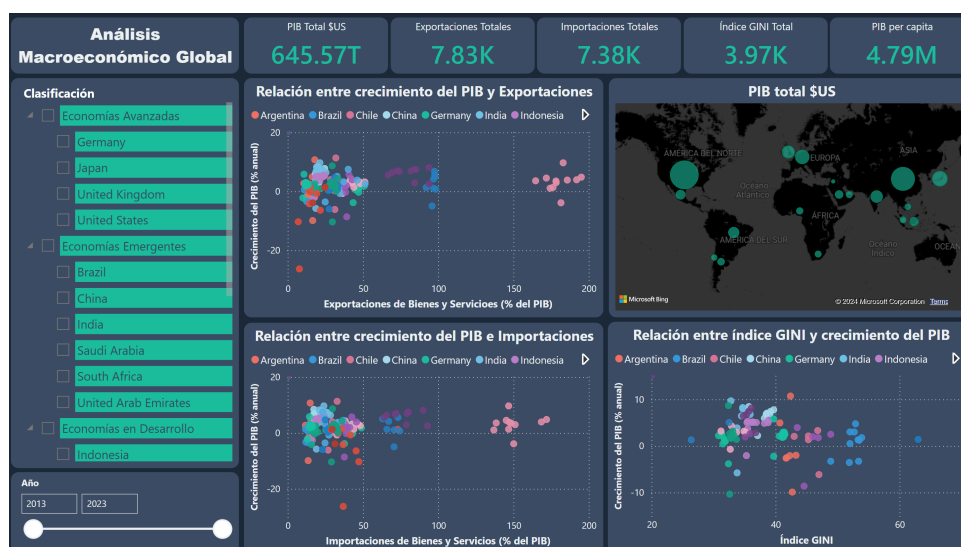 Análisis
Macroeconómico Global
PIB Total $US
645.57T
Exportaciones Totales
7.83K
Importaciones Totales
7.38K
Índice GINI Total
3.97K
PIB per capita
4.79M
Clasificación
Economías Avanzadas
Germany
Japan
United Kingdom
United States
Economías Emergentes
Brazil
China
India
Saudi Arabia
South Africa
United Arab Emirates
Economías en Desarrollo
Indonesia
Año
2013 2023
Relación entre crecimiento del PIB y Exportaciones
Argentina Brazil Chile China Germany India Indonesia
Crecimiento del PIB (% anual)
20
0
-20
0 50 100 150 200
Exportaciones de Bienes y Servicios (% del PIB)
PIB total $US
AMÉRICA DEL NORTE
EUROPA
ASIA
Océano
Atlántico
ÁFRICA
AMÉRICA DEL SUR
Océano
Índico
OCEAN
Microsoft Bing
© 2024 Microsoft Corporation Terms
Relación entre crecimiento del PIB e Importaciones
Argentina Brazil Chile China Germany India Indonesia
Crecimiento del PIB (% anual)
20
0
-20
0 50 100 150 200
Importaciones de Bienes y Servicios (% del PIB)
Relación entre índice GINI y crecimiento del PIB
Argentina Brazil Chile China Germany India Indonesia
Crecimiento del PIB (% anual)
10
0
-10
20 40 60
Índice GINI